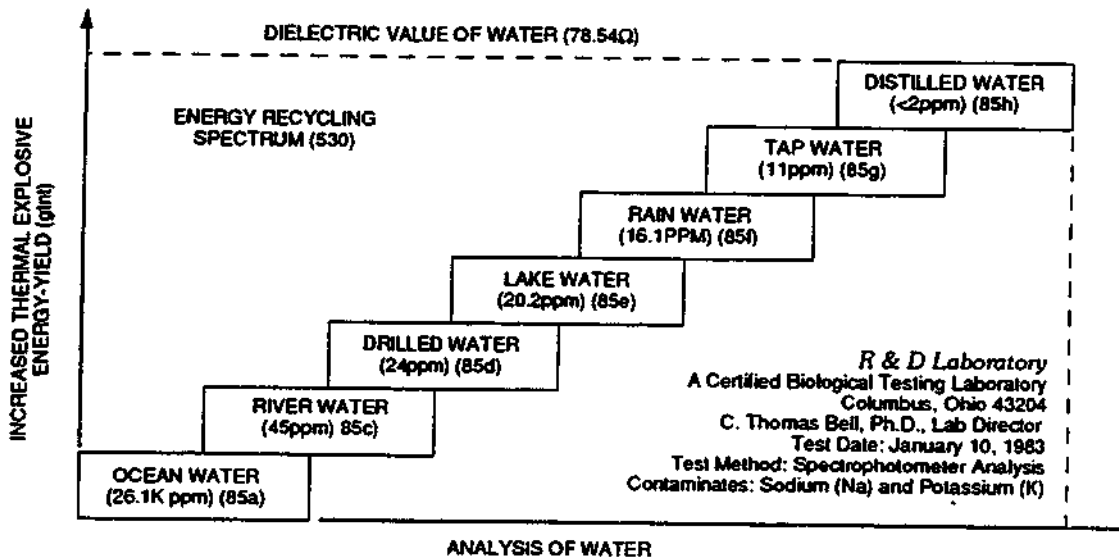 DIELECTRIC VALUE OF WATER (78.54Ω)
DISTILLED WATER
(<2ppm) (85h)
ENERGY RECYCLING
SPECTRUM (530)
TAP WATER
(11ppm) (85g)
RAIN WATER
(16.1PPM) (85f)
LAKE WATER
(20.2ppm) (85e)
DRILLED WATER
(24ppm) (85d)
RIVER WATER
(45ppm) 85c)
OCEAN WATER
(26.1K ppm) (85a)
R & D Laboratory
A Certified Biological Testing Laboratory
Columbus, Ohio 43204
C. Thomas Bell, Ph.D., Lab Director
Test Date: January 10, 1983
Test Method: Spectrophotometer Analysis
Contaminates: Sodium (Na) and Potassium (K)
INCREASED THERMAL EXPLOSIVE
ENERGY-YIELD (gtnt)
ANALYSIS OF WATER